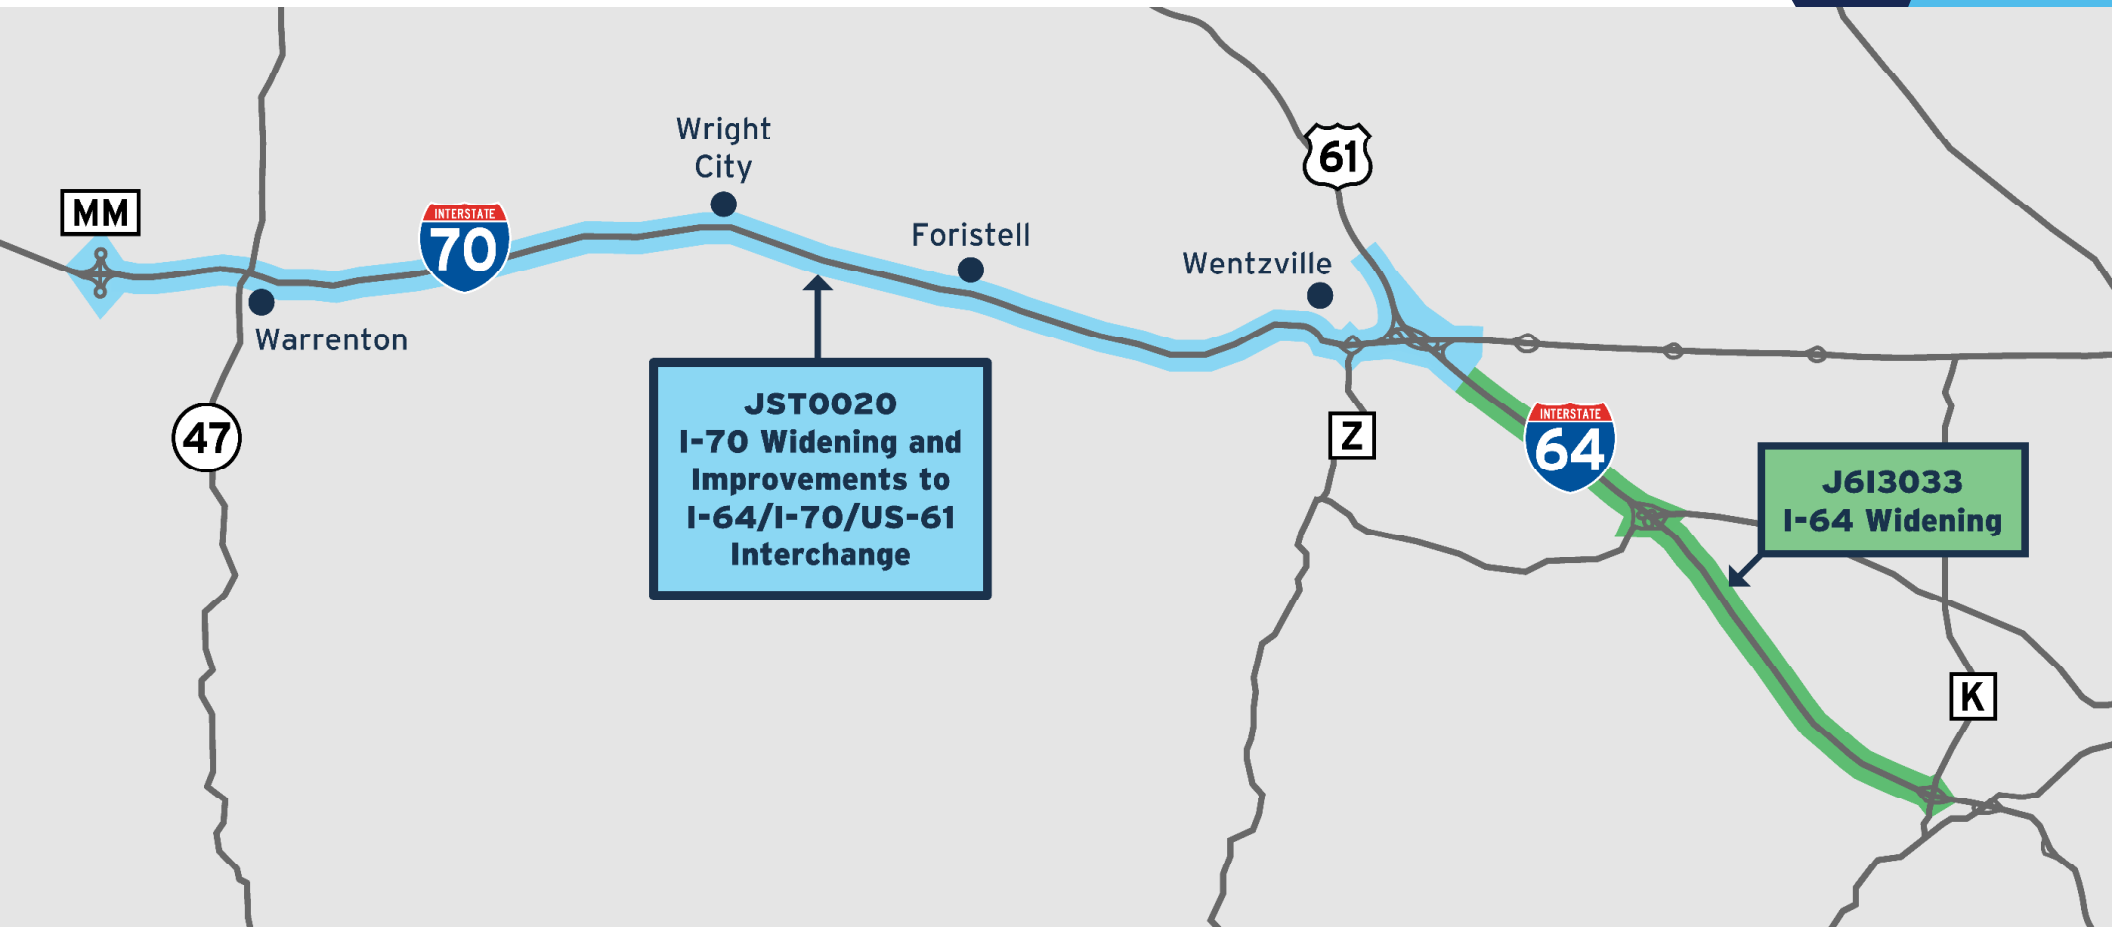 Wright
City
61
MM
INTERSTATE
70
Foristell
Wentzville
Warrenton
47
JST0020
I-70 Widening and
Improvements to
I-64/I-70/US-61
Interchange
Z
INTERSTATE
64
J6I3033
I-64 Widening
K